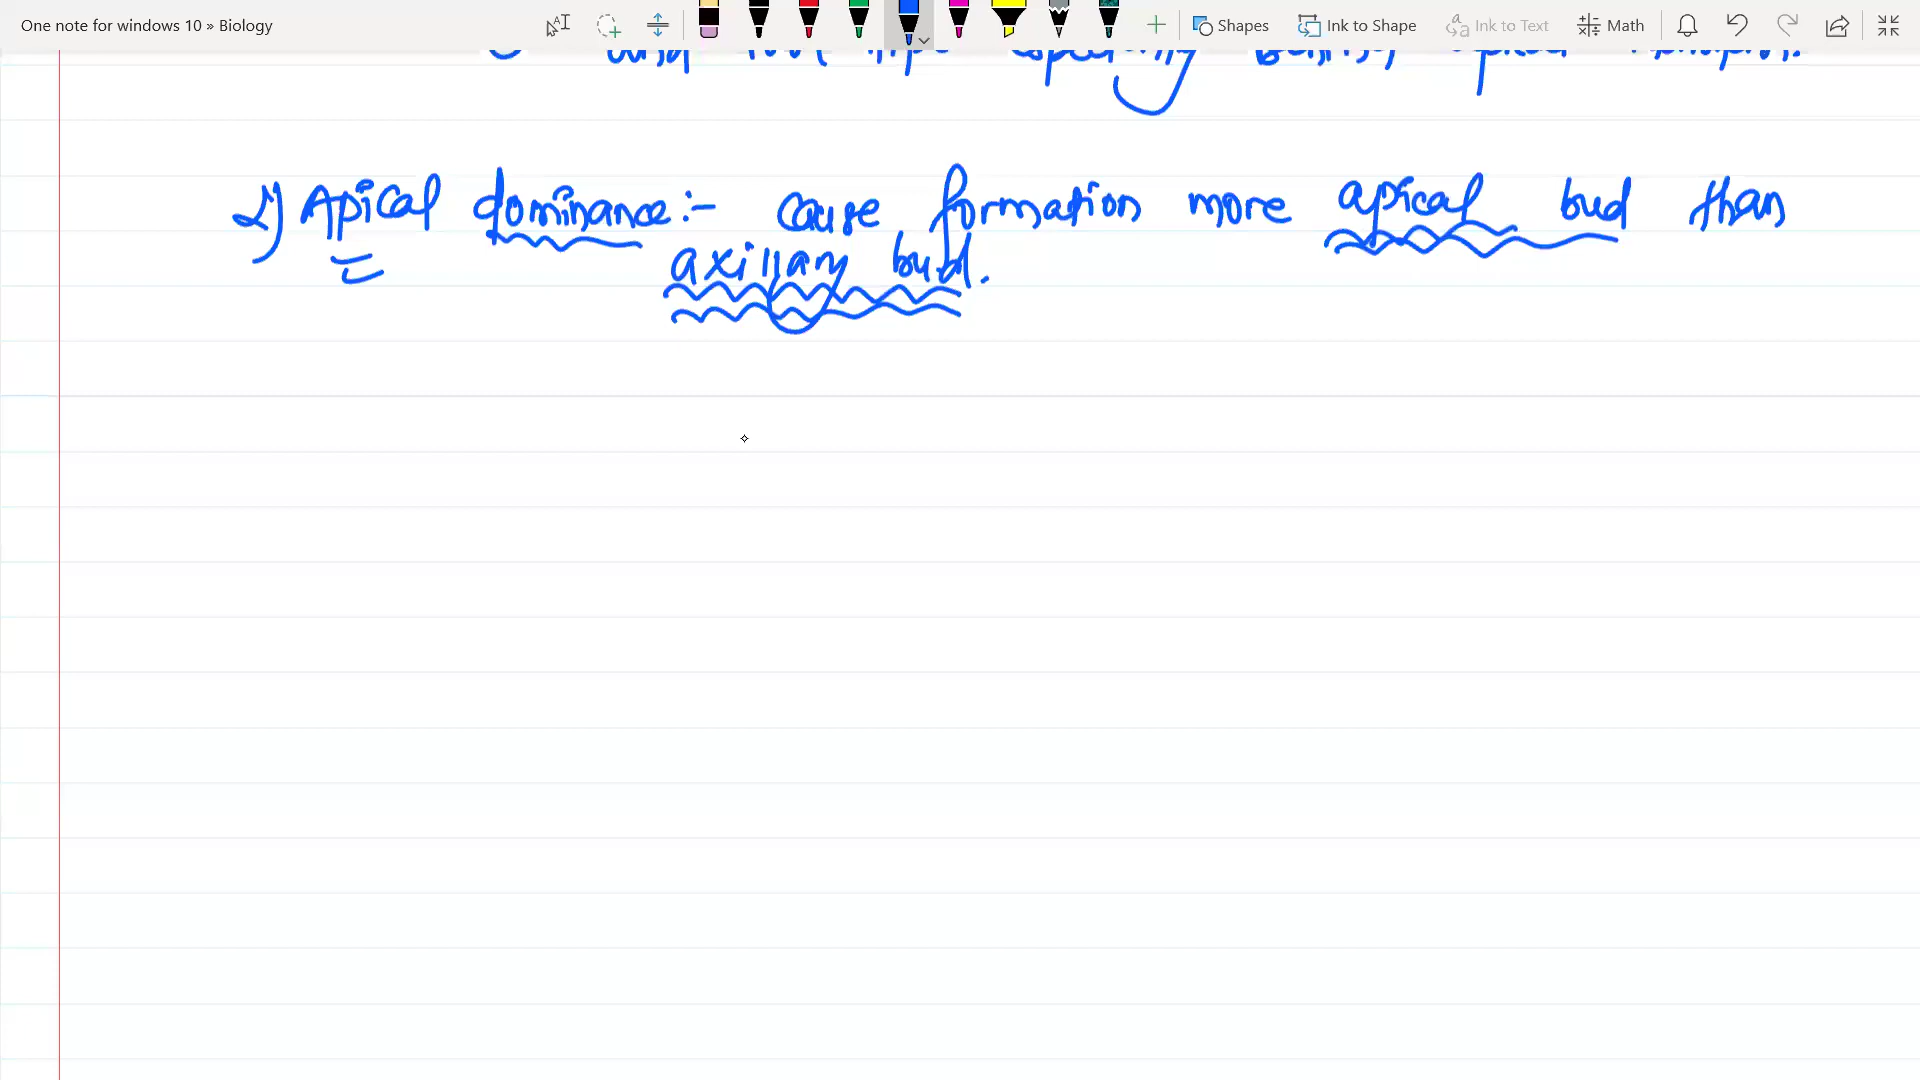 One note for windows 10 » Biology
Shapes Ink to Shape Ink to Text Math
2) Apical dominance :- cause formation more apical bud than
axillary bud.